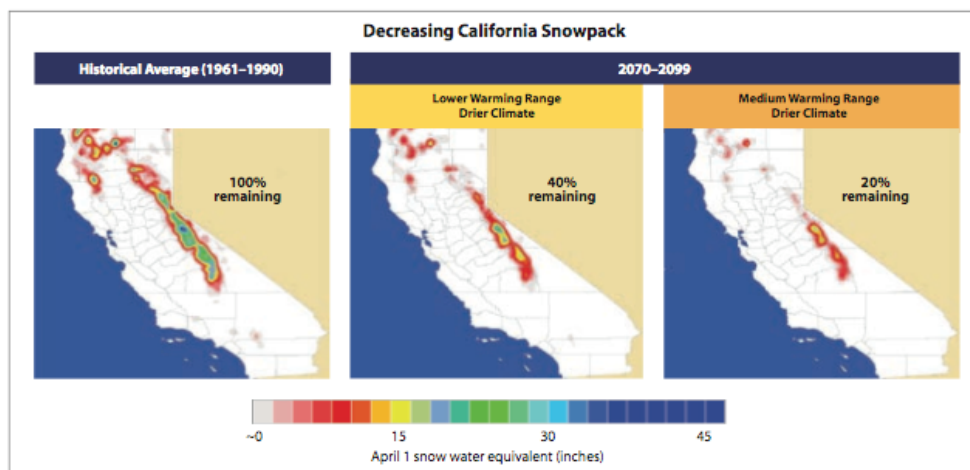 Decreasing California Snowpack
Historical Average (1961–1990)
2070–2099
Lower Warming Range
Drier Climate
Medium Warming Range
Drier Climate
100%
remaining
40%
remaining
20%
remaining
~0
15
30
45
April 1 snow water equivalent (inches)